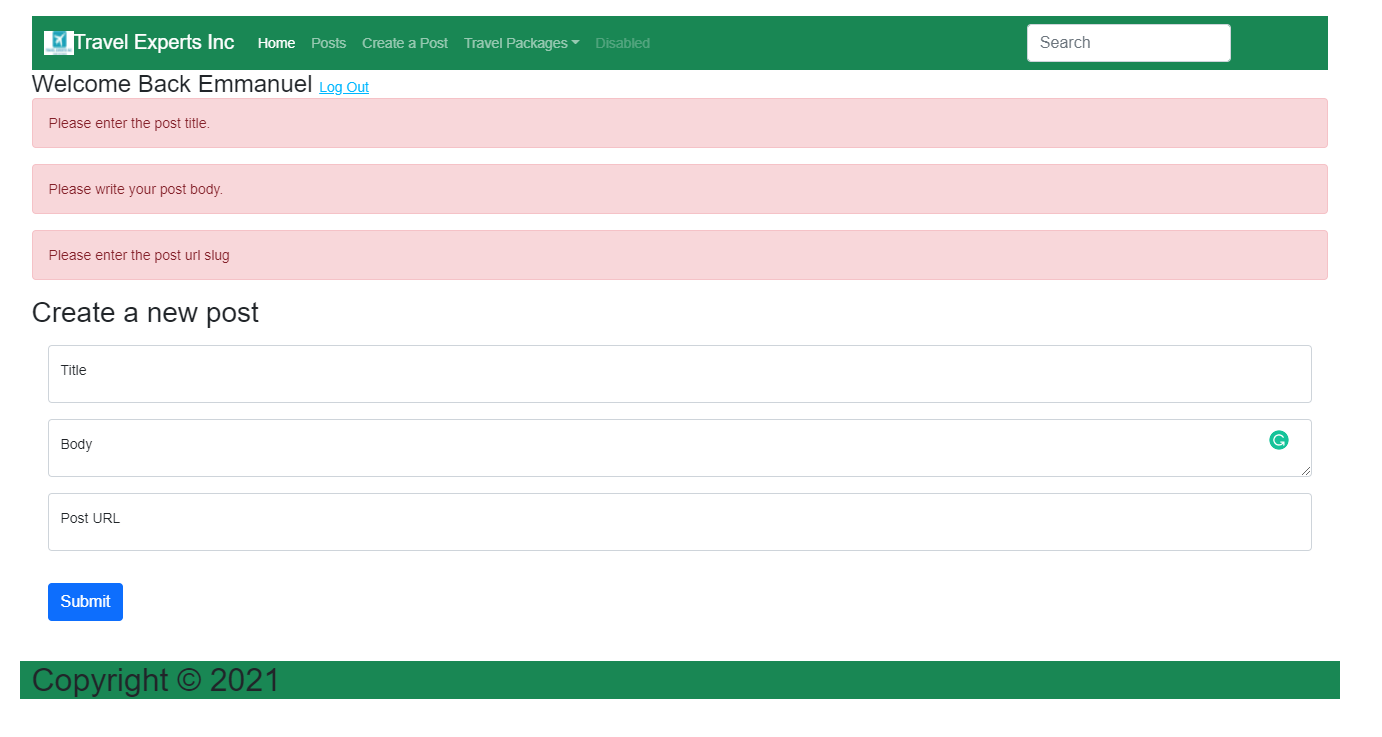 Travel Experts Inc Home Posts Create a Post Travel Packages Disabled Search
Welcome Back Emmanuel Log Out
Please enter the post title.
Please write your post body.
Please enter the post url slug
Create a new post
Title
Body
Post URL
Submit
Copyright © 2021